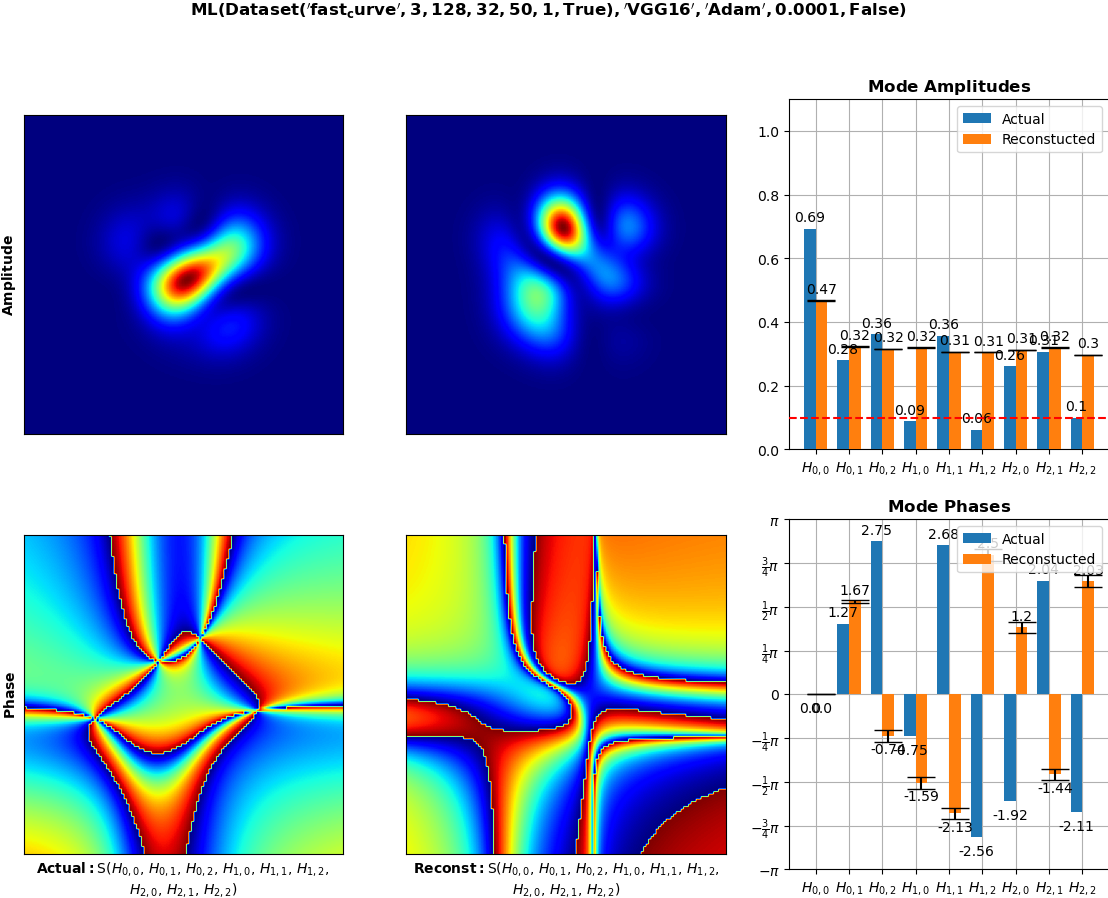 ML(Dataset('fast_curve', 3, 128, 32, 50, 1, True), 'VGG16', 'Adam', 0.0001, False)
Amplitude
Mode Amplitudes
Actual
Reconstucted
1.0
0.8
0.6
0.4
0.2
0.0
0.69
0.47
0.28
0.32
0.36
0.32
0.09
0.32
0.36
0.31
0.06
0.31
0.26
0.31
0.31
0.32
0.1
0.3
H0,0 H0,1 H0,2 H1,0 H1,1 H1,2 H2,0 H2,1 H2,2
Phase
Actual: S(H0,0, H0,1, H0,2, H1,0, H1,1, H1,2,
H2,0, H2,1, H2,2)
Reconst: S(H0,0, H0,1, H0,2, H1,0, H1,1, H1,2,
H2,0, H2,1, H2,2)
Mode Phases
Actual
Reconstucted
π
3/4π
1/2π
1/4π
0
−1/4π
−1/2π
−3/4π
−π
0.0
0.0
1.27
1.67
2.75
-0.75
-1.59
2.68
-2.13
-2.56
2.5
-1.92
1.2
2.04
-1.44
-2.11
2.03
H0,0 H0,1 H0,2 H1,0 H1,1 H1,2 H2,0 H2,1 H2,2